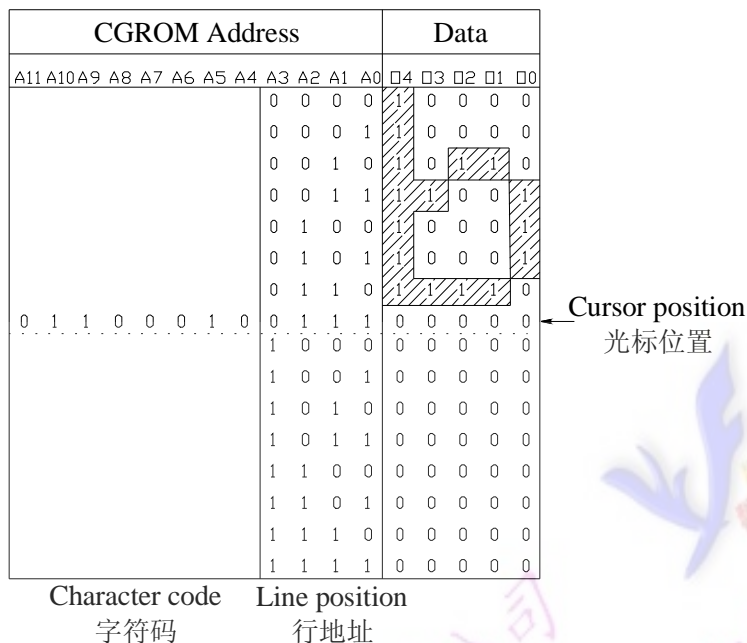 CGROM Address Data
A11 A10 A9 A8 A7 A6 A5 A4 A3 A2 A1 A0 O4 O3 O2 O1 O0
0 0 0 0 1 0 0 0 0
0 0 0 1 1 0 0 0 0
0 0 1 0 1 0 1 1 0
0 0 1 1 1 1 0 0 1
0 1 0 0 1 0 0 0 1
0 1 0 1 1 0 0 0 1
0 1 1 0 1 1 1 1 0
0 1 1 0 0 0 1 0 0 1 1 1 0 0 0 0 0 Cursor position
光标位置
1 0 0 0 0 0 0 0 0
1 0 0 1 0 0 0 0 0
1 0 1 0 0 0 0 0 0
1 0 1 1 0 0 0 0 0
1 1 0 0 0 0 0 0 0
1 1 0 1 0 0 0 0 0
1 1 1 0 0 0 0 0 0
1 1 1 1 0 0 0 0 0
Character code Line position
字符码 行地址
司